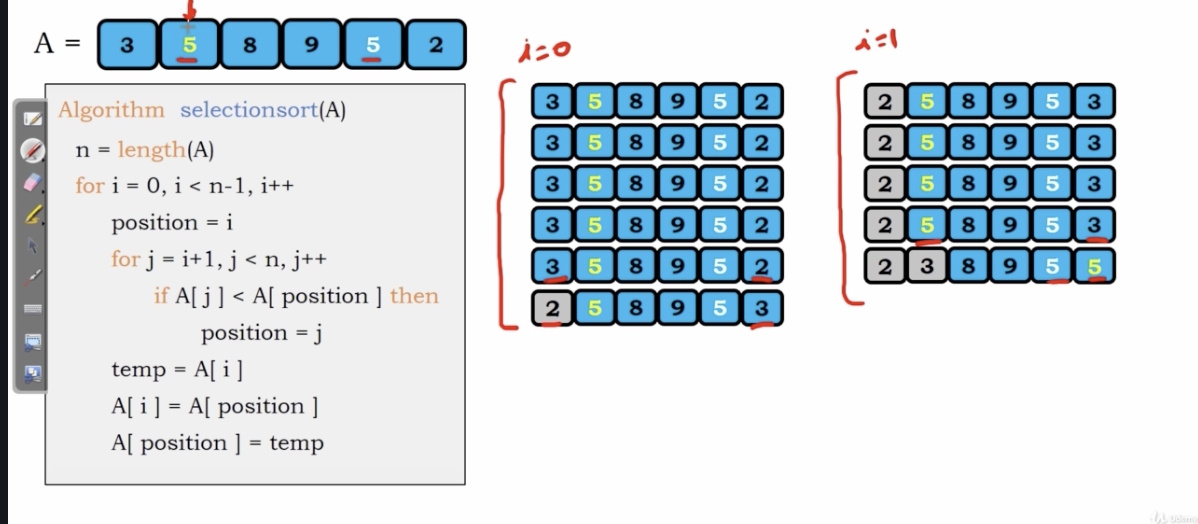 A = 3 5 8 9 5 2
Algorithm selectionsort(A)
n = length(A)
for i = 0, i < n-1, i++
position = i
for j = i+1, j < n, j++
if A[ j ] < A[ position ] then
position = j
temp = A[ i ]
A[ i ] = A[ position ]
A[ position ] = temp
i=0
3 5 8 9 5 2
3 5 8 9 5 2
3 5 8 9 5 2
3 5 8 9 5 2
3 5 8 9 5 2
2 5 8 9 5 3
i=1
2 5 8 9 5 3
2 5 8 9 5 3
2 5 8 9 5 3
2 5 8 9 5 3
2 3 8 9 5 5
Udemy